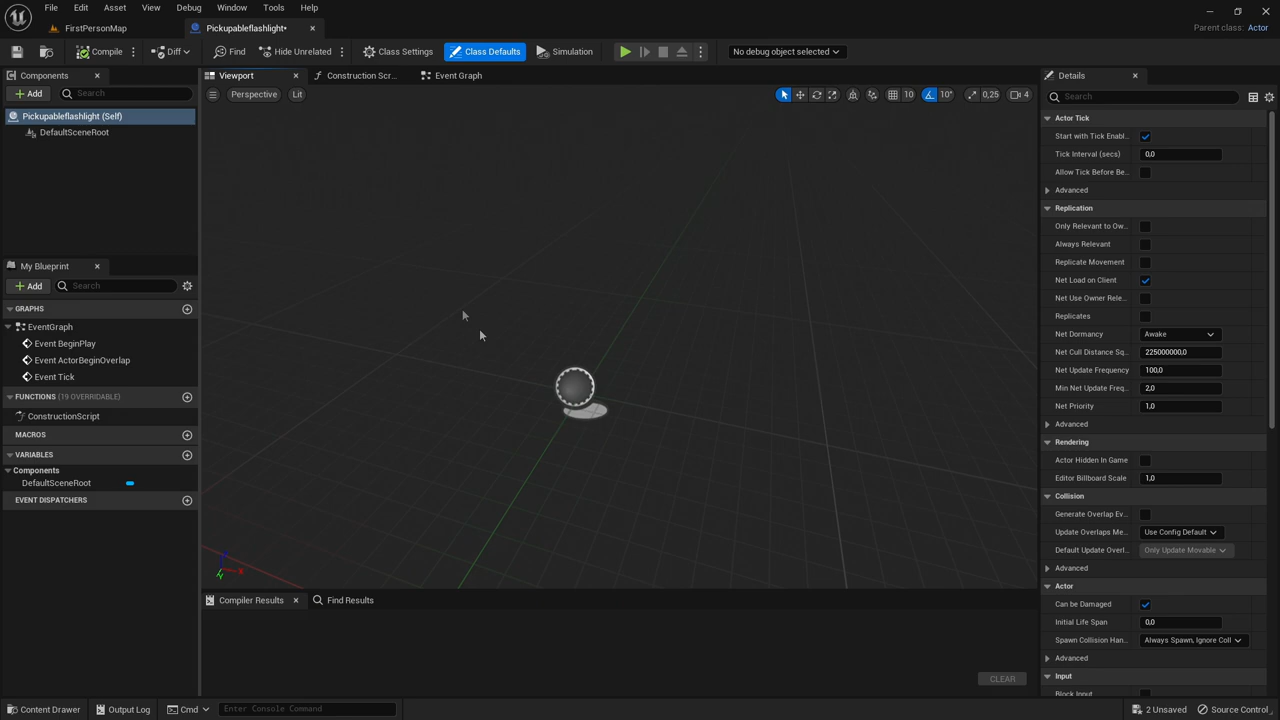 File Edit Asset View Debug Window Tools Help
FirstPersonMap
Pickupableflashlight*
Parent class: Actor
Compile Diff Find Hide Unrelated Class Settings Class Defaults Simulation No debug object selected
Components
Add Search
Pickupableflashlight (Self)
DefaultSceneRoot
My Blueprint
Add Search
GRAPHS
EventGraph
Event BeginPlay
Event ActorBeginOverlap
Event Tick
FUNCTIONS (19 OVERRIDABLE)
ConstructionScript
MACROS
VARIABLES
Components
DefaultSceneRoot
EVENT DISPATCHERS
Viewport Construction Scr... Event Graph
Perspective Lit 10 10° 0,25 4
X
Y
Compiler Results Find Results
CLEAR
Details
Search
Actor Tick
Start with Tick Enabl...
Tick Interval (secs) 0,0
Allow Tick Before Be...
Advanced
Replication
Only Relevant to Ow...
Always Relevant
Replicate Movement
Net Load on Client
Net Use Owner Rele...
Replicates
Net Dormancy Awake
Net Cull Distance Sq... 225000000,0
Net Update Frequency 100,0
Min Net Update Freq... 2,0
Net Priority 1,0
Advanced
Rendering
Actor Hidden In Game
Editor Billboard Scale 1,0
Collision
Generate Overlap Ev...
Update Overlaps Me... Use Config Default
Default Update Overl... Only Update Movable
Advanced
Actor
Can be Damaged
Initial Life Span 0,0
Spawn Collision Han... Always Spawn, Ignore Coll
Advanced
Input
Block Input
Content Drawer Output Log Cmd Enter Console Command 2 Unsaved Source Control